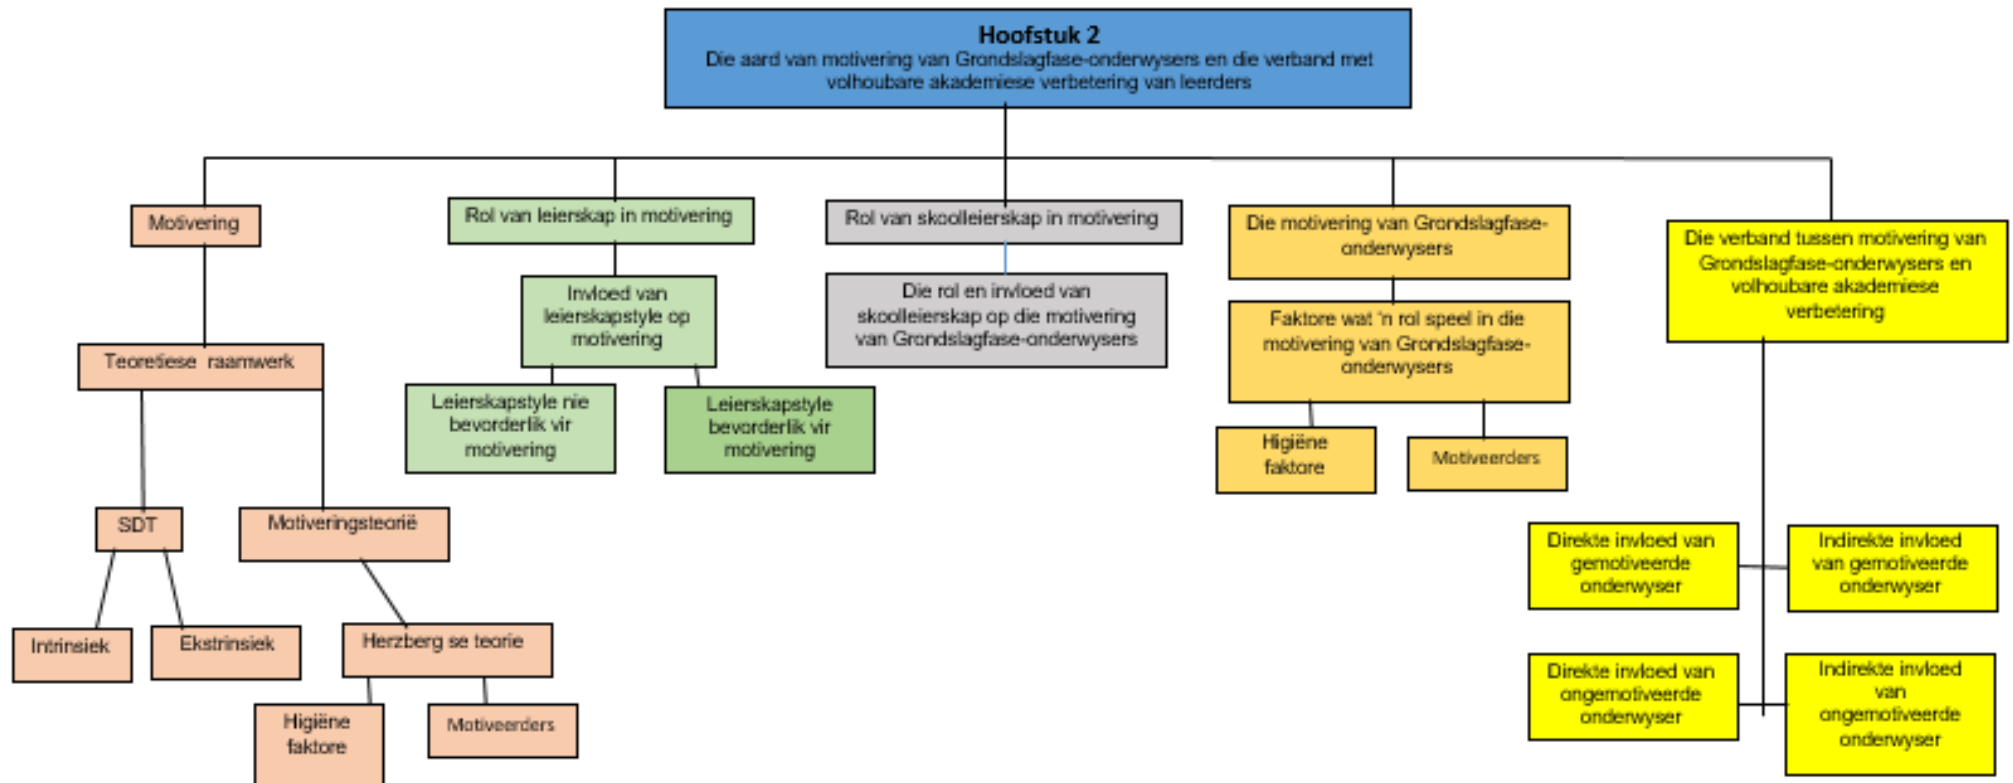 Hoofstuk 2
Die aard van motivering van Grondslagfase-onderwysers en die verband met
volhoubare akademiese verbetering van leerders
Motivering
Teoretiese raamwerk
SDT
Motiveringsteorië
Intrinsiek
Ekstrinsiek
Herzberg se teorie
Higiëne
faktore
Motiveerders
Rol van leierskap in motivering
Invloed van
leierskapstyle op
motivering
Leierskapstyle nie
bevorderlik vir
motivering
Leierskapstyle
bevorderlik vir
motivering
Rol van skoolleierskap in motivering
Die rol en invloed van
skoolleierskap op die motivering
van Grondslagfase-onderwysers
Die motivering van Grondslagfase-
onderwysers
Faktore wat ‘n rol speel in die
motivering van Grondslagfase-
onderwysers
Higiëne
faktore
Motiveerders
Die verband tussen motivering van
Grondslagfase-onderwysers en
volhoubare akademiese
verbetering
Direkte invloed van
gemotiveerde
onderwyser
Indirekte invloed
van gemotiveerde
onderwyser
Direkte invloed van
ongemotiveerde
onderwyser
Indirekte invloed
van
ongemotiveerde
onderwyser